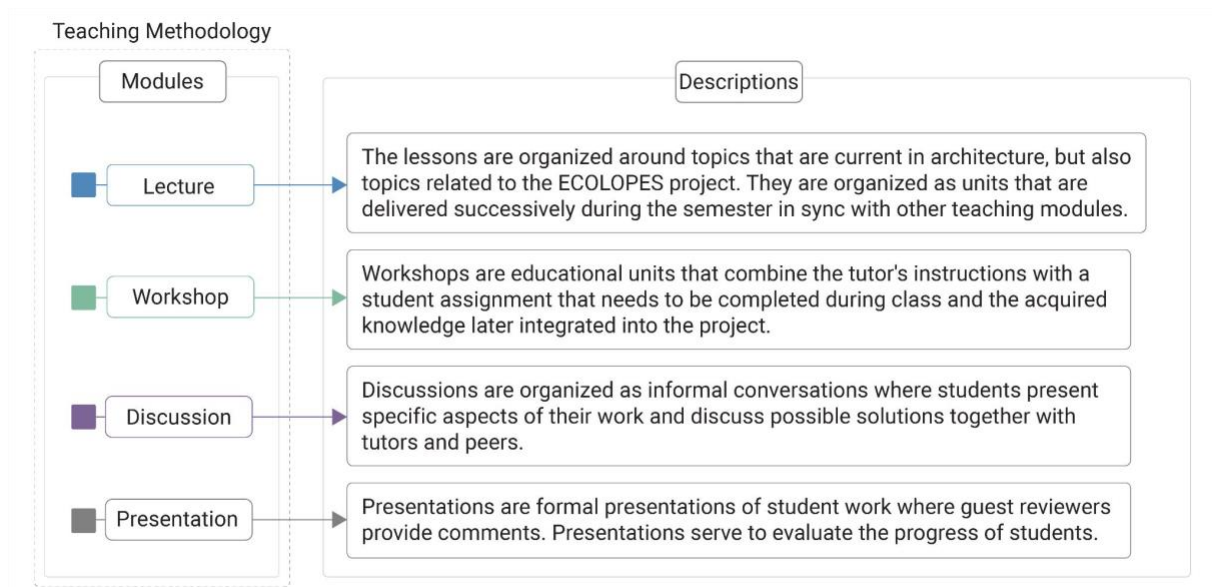 Teaching Methodology
Modules
Descriptions
Lecture
The lessons are organized around topics that are current in architecture, but also
topics related to the ECOLOPES project. They are organized as units that are
delivered successively during the semester in sync with other teaching modules.
Workshop
Workshops are educational units that combine the tutor's instructions with a
student assignment that needs to be completed during class and the acquired
knowledge later integrated into the project.
Discussion
Discussions are organized as informal conversations where students present
specific aspects of their work and discuss possible solutions together with
tutors and peers.
Presentation
Presentations are formal presentations of student work where guest reviewers
provide comments. Presentations serve to evaluate the progress of students.